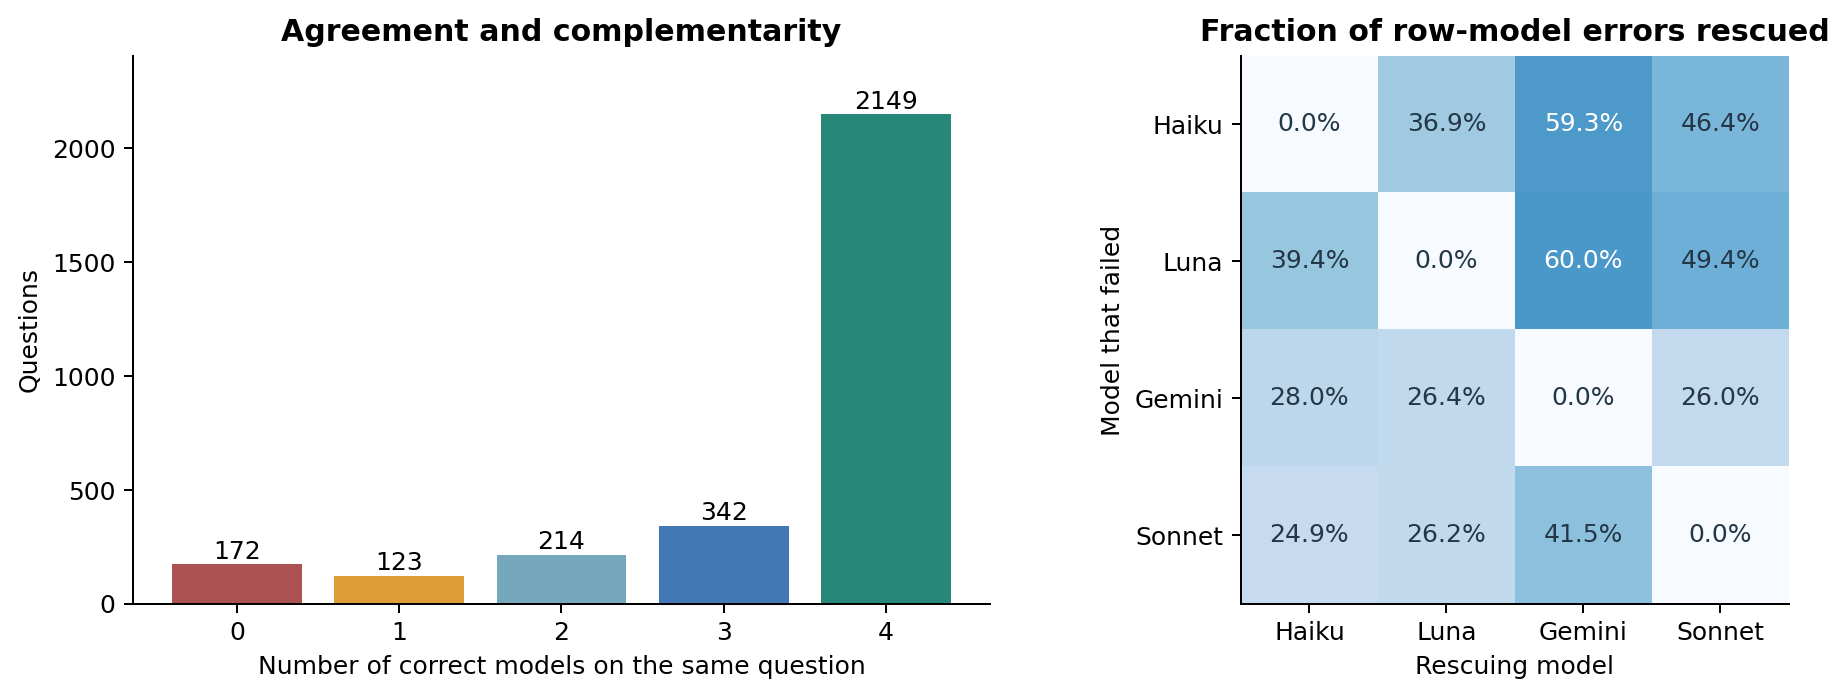 Agreement and complementarity
Questions
2000
1500
1000
500
0
172
123
214
342
2149
0 1 2 3 4
Number of correct models on the same question
Fraction of row-model errors rescued
Model that failed
Haiku 0.0% 36.9% 59.3% 46.4%
Luna 39.4% 0.0% 60.0% 49.4%
Gemini 28.0% 26.4% 0.0% 26.0%
Sonnet 24.9% 26.2% 41.5% 0.0%
Haiku Luna Gemini Sonnet
Rescuing model